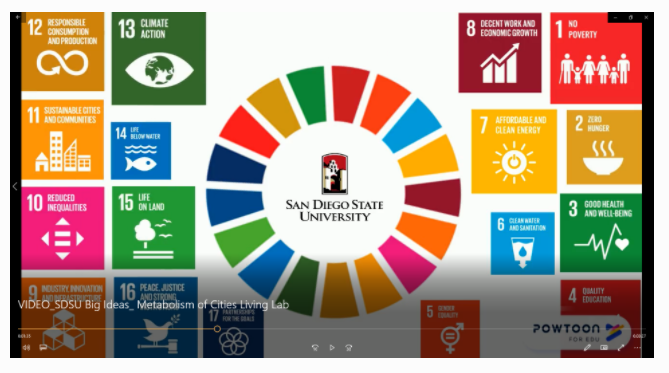 12 RESPONSIBLE
CONSUMPTION
AND PRODUCTION
13 CLIMATE
ACTION
8 DECENT WORK AND
ECONOMIC GROWTH
1 NO
POVERTY
11 SUSTAINABLE CITIES
AND COMMUNITIES
14 LIFE
BELOW WATER
7 AFFORDABLE AND
CLEAN ENERGY
2 ZERO
HUNGER
10 REDUCED
INEQUALITIES
15 LIFE
ON LAND
SAN DIEGO STATE
UNIVERSITY
6 CLEAN WATER
AND SANITATION
3 GOOD HEALTH
AND WELL-BEING
9 INDUSTRY, INNOVATION
AND INFRASTRUCTURE
16 PEACE, JUSTICE
AND STRONG
VIDEO_SDSU Big Ideas_ Metabolism of Cities Living Lab
17 PARTNERSHIPS
FOR THE GOALS
5 GENDER
EQUALITY
4 QUALITY
EDUCATION
POWTOON
FOR EDU